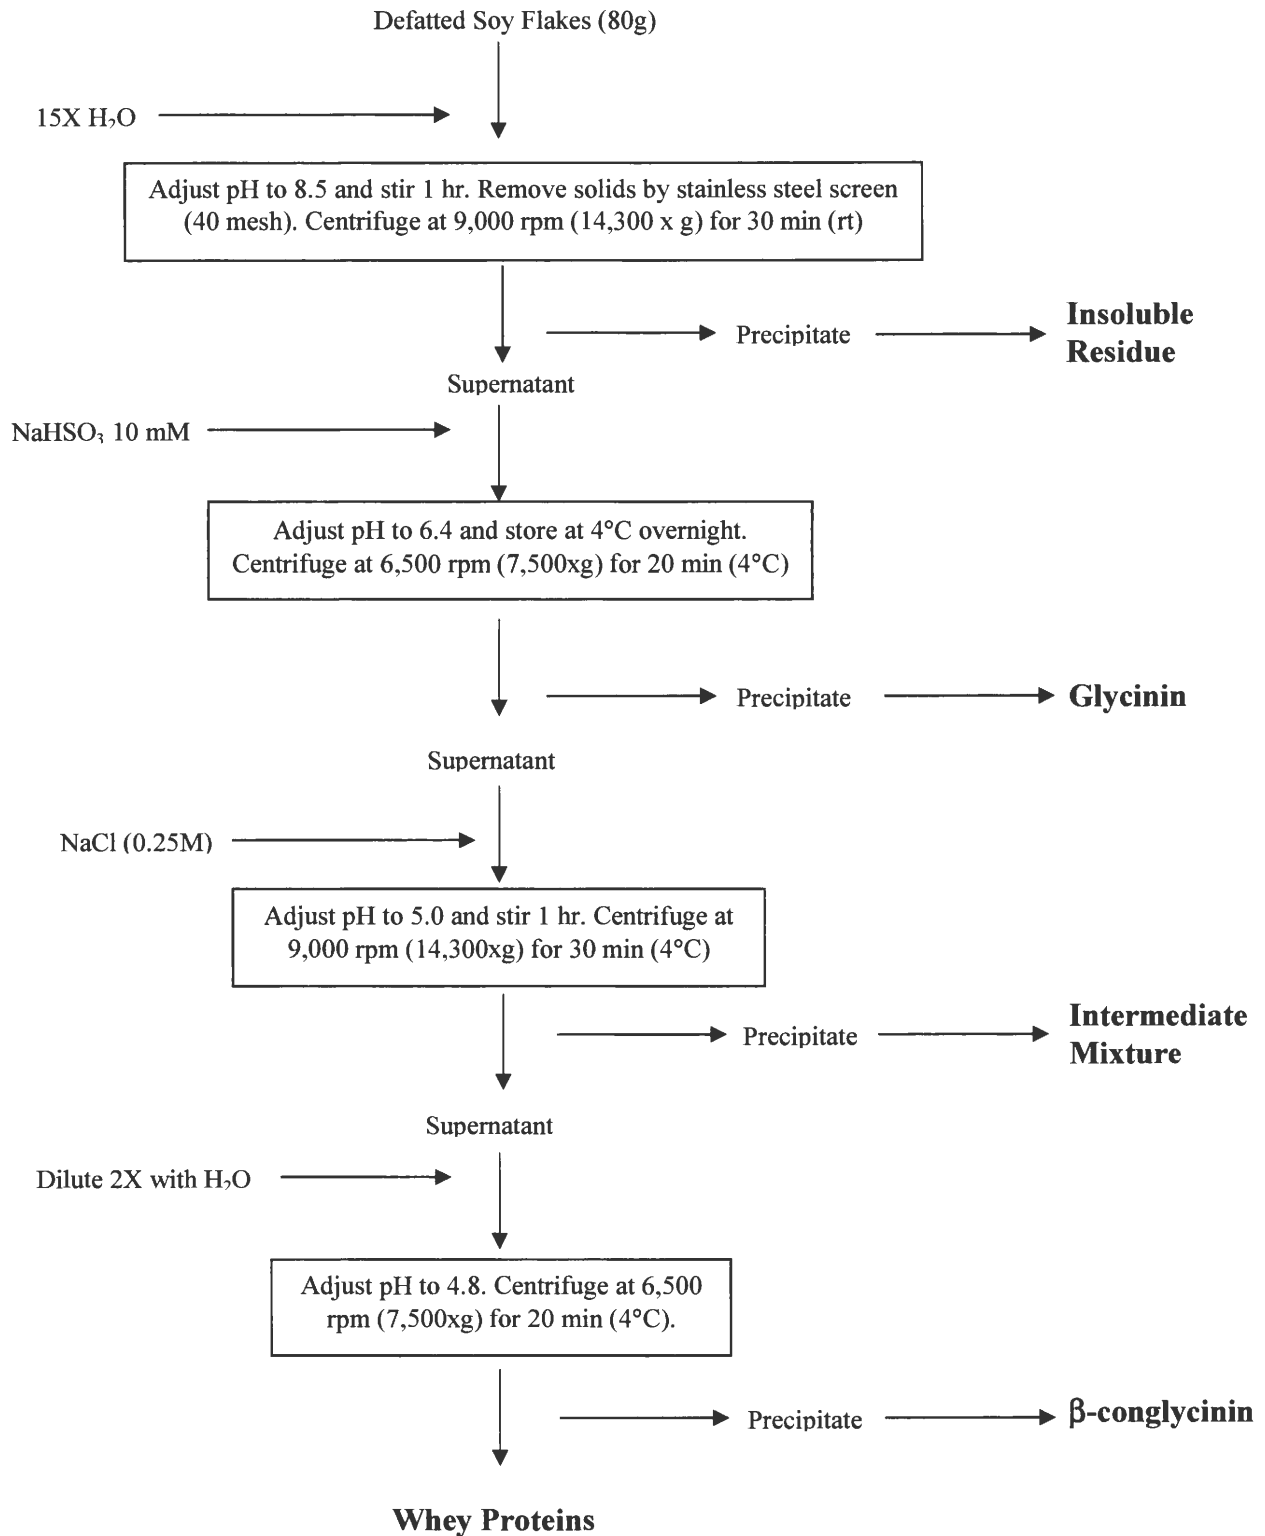 Defatted Soy Flakes (80g)
15X H₂O
Adjust pH to 8.5 and stir 1 hr. Remove solids by stainless steel screen
(40 mesh). Centrifuge at 9,000 rpm (14,300 x g) for 30 min (rt)
Precipitate
Insoluble
Residue
Supernatant
NaHSO₃ 10 mM
Adjust pH to 6.4 and store at 4°C overnight.
Centrifuge at 6,500 rpm (7,500xg) for 20 min (4°C)
Precipitate
Glycinin
Supernatant
NaCl (0.25M)
Adjust pH to 5.0 and stir 1 hr. Centrifuge at
9,000 rpm (14,300xg) for 30 min (4°C)
Precipitate
Intermediate
Mixture
Supernatant
Dilute 2X with H₂O
Adjust pH to 4.8. Centrifuge at 6,500
rpm (7,500xg) for 20 min (4°C).
Precipitate
β-conglycinin
Whey Proteins